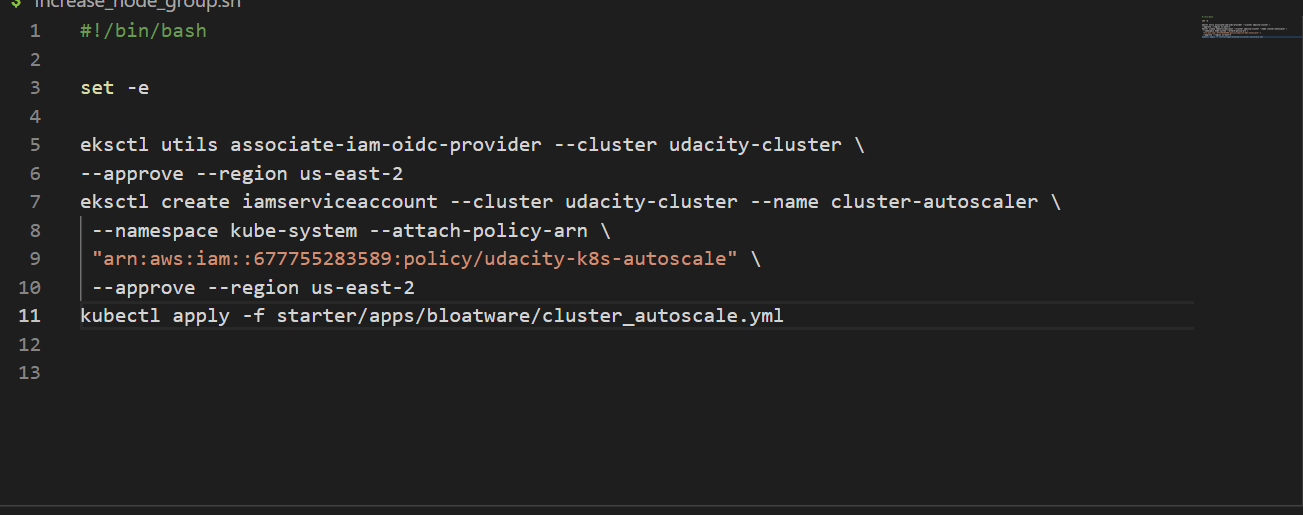 $ increase_node_group.sh
1 #!/bin/bash
2
3 set -e
4
5 eksctl utils associate-iam-oidc-provider --cluster udacity-cluster \
6 --approve --region us-east-2
7 eksctl create iamserviceaccount --cluster udacity-cluster --name cluster-autoscaler \
8 --namespace kube-system --attach-policy-arn \
9 "arn:aws:iam::677755283589:policy/udacity-k8s-autoscale" \
10 --approve --region us-east-2
11 kubectl apply -f starter/apps/bloatware/cluster_autoscale.yml
12
13